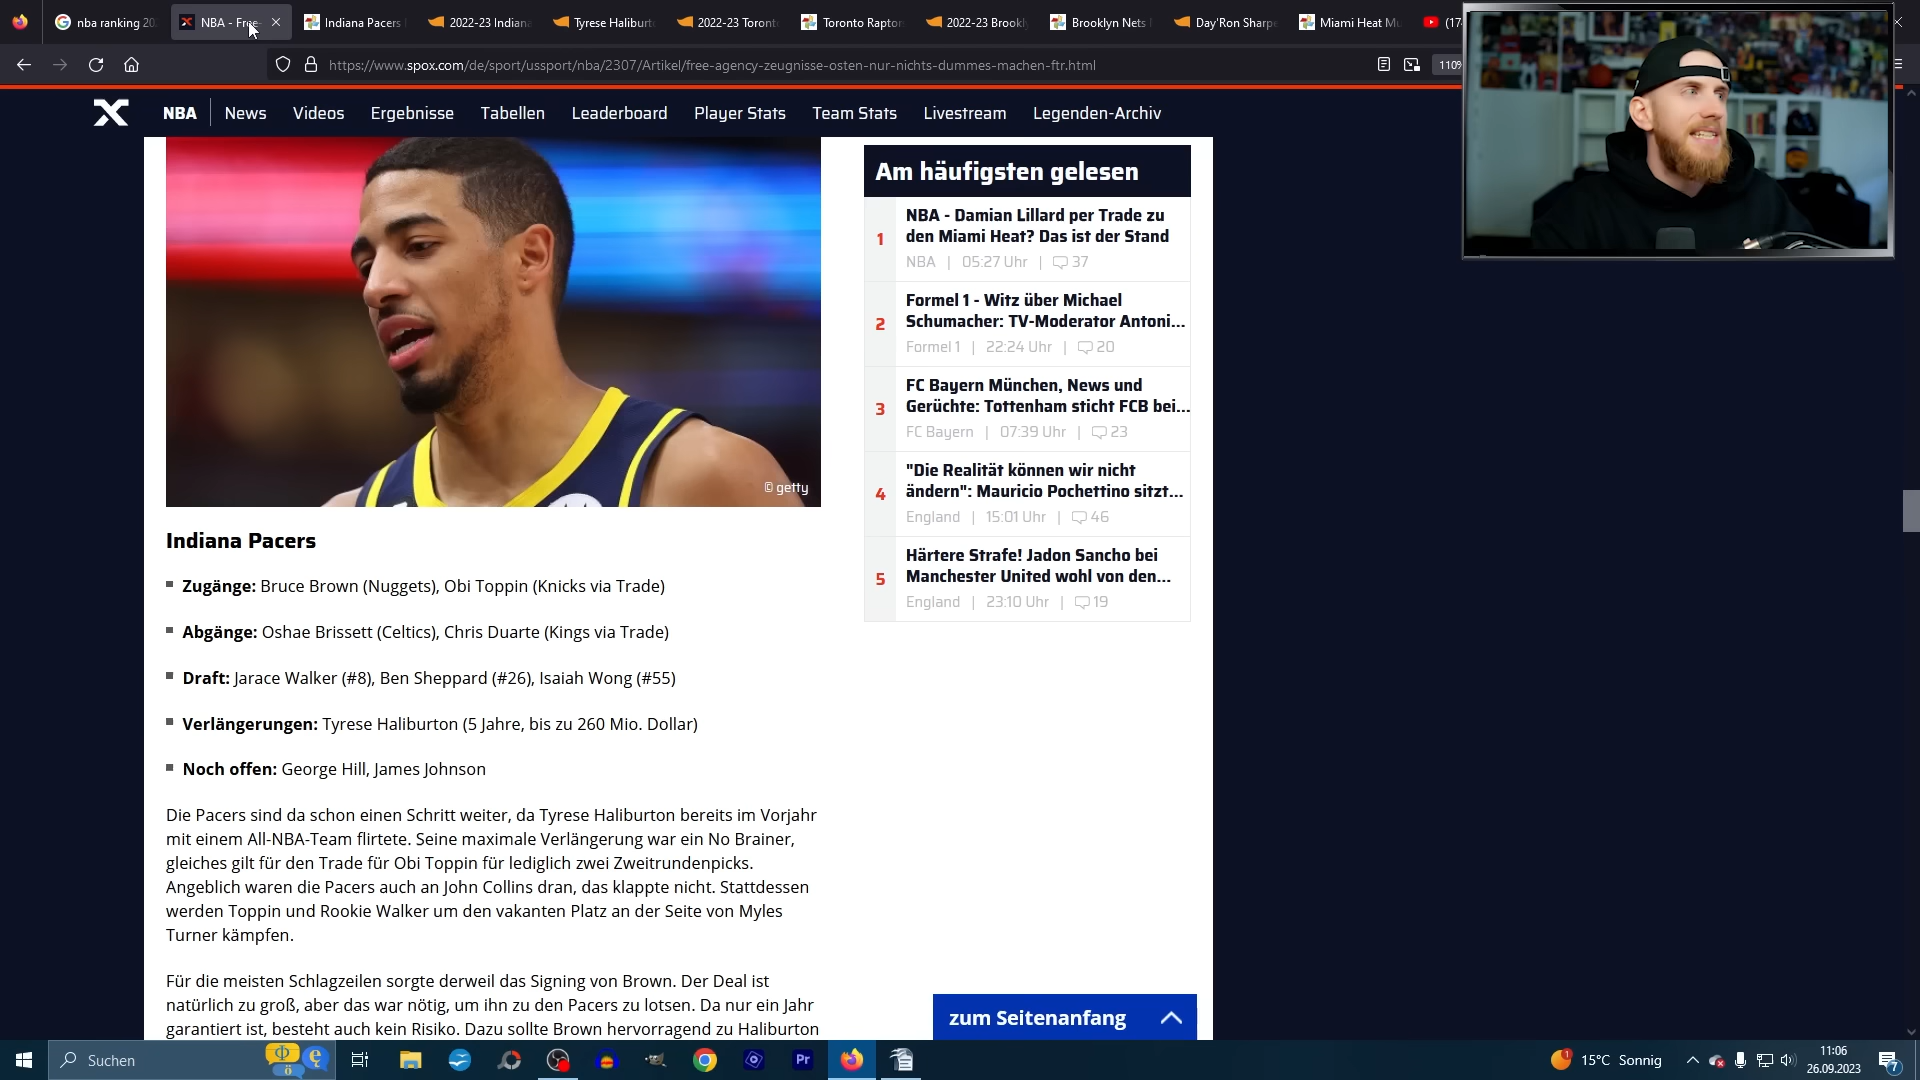 nba ranking 20
NBA - Free-
Indiana Pacers
2022-23 Indiana
Tyrese Haliburt
2022-23 Toront
Toronto Rapto
2022-23 Brookl
Brooklyn Nets
Day'Ron Sharpe
Miami Heat M
https://www.spox.com/de/sport/ussport/nba/2307/Artikel/free-agency-zeugnisse-osten-nur-nichts-dummes-machen-ftr.html
110%
NBA
News
Videos
Ergebnisse
Tabellen
Leaderboard
Player Stats
Team Stats
Livestream
Legenden-Archiv
© getty
Indiana Pacers
Zugänge: Bruce Brown (Nuggets), Obi Toppin (Knicks via Trade)
Abgänge: Oshae Brissett (Celtics), Chris Duarte (Kings via Trade)
Draft: Jarace Walker (#8), Ben Sheppard (#26), Isaiah Wong (#55)
Verlängerungen: Tyrese Haliburton (5 Jahre, bis zu 260 Mio. Dollar)
Noch offen: George Hill, James Johnson
Die Pacers sind da schon einen Schritt weiter, da Tyrese Haliburton bereits im Vorjahr
mit einem All-NBA-Team flirtete. Seine maximale Verlängerung war ein No Brainer,
gleiches gilt für den Trade für Obi Toppin für lediglich zwei Zweitrundenpicks.
Angeblich waren die Pacers auch an John Collins dran, das klappte nicht. Stattdessen
werden Toppin und Rookie Walker um den vakanten Platz an der Seite von Myles
Turner kämpfen.
Für die meisten Schlagzeilen sorgte derweil das Signing von Brown. Der Deal ist
natürlich zu groß, aber das war nötig, um ihn zu den Pacers zu lotsen. Da nur ein Jahr
garantiert ist, besteht auch kein Risiko. Dazu sollte Brown hervorragend zu Haliburton
Am häufigsten gelesen
1
NBA - Damian Lillard per Trade zu
den Miami Heat? Das ist der Stand
NBA | 05:27 Uhr | 37
2
Formel 1 - Witz über Michael
Schumacher: TV-Moderator Antoni...
Formel 1 | 22:24 Uhr | 20
3
FC Bayern München, News und
Gerüchte: Tottenham sticht FCB bei...
FC Bayern | 07:39 Uhr | 23
4
"Die Realität können wir nicht
ändern": Mauricio Pochettino sitzt...
England | 15:01 Uhr | 46
5
Härtere Strafe! Jadon Sancho bei
Manchester United wohl von den...
England | 23:10 Uhr | 19
zum Seitenanfang
Suchen
15°C Sonnig
11:06
26.09.2023
7